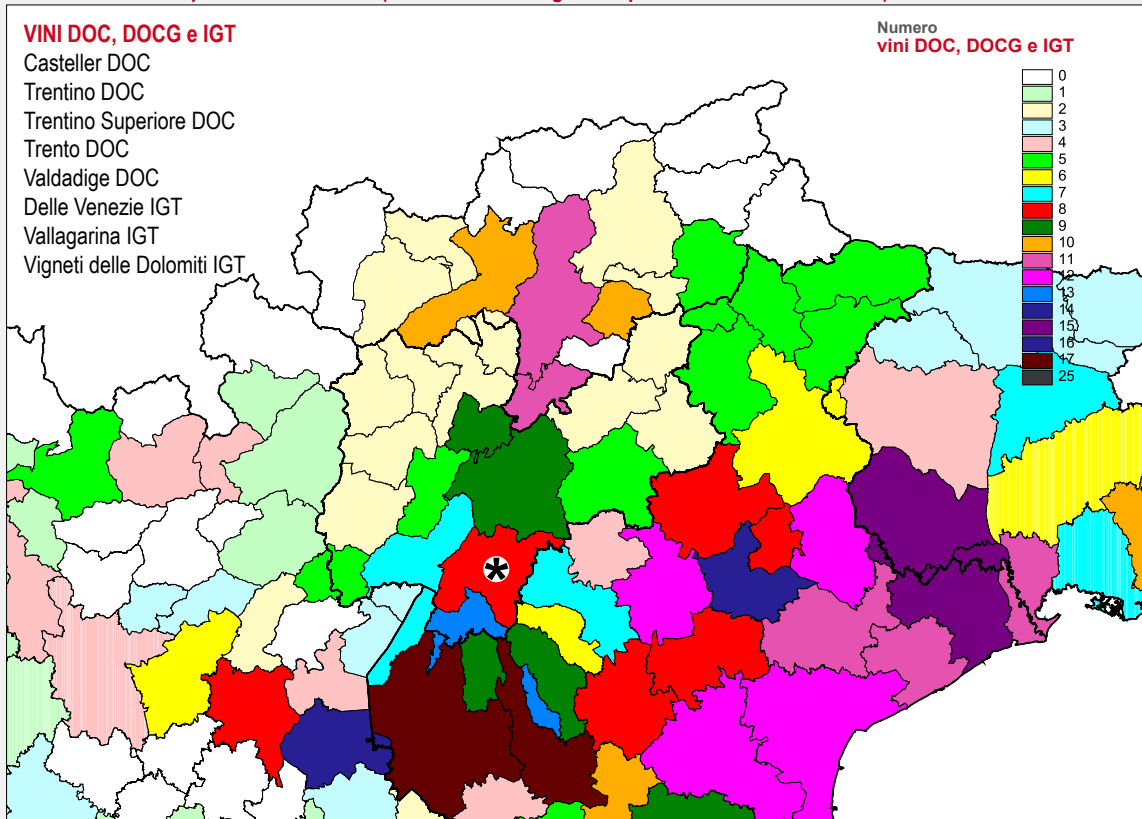 VINI DOC, DOCG e IGT
Casteller DOC
Trentino DOC
Trentino Superiore DOC
Trento DOC
Valdadige DOC
Delle Venezie IGT
Vallagarina IGT
Vigneti delle Dolomiti IGT
Numero
vini DOC, DOCG e IGT
0
1
2
3
4
5
6
7
8
9
10
11
12
13
14
15
16
17
25
*